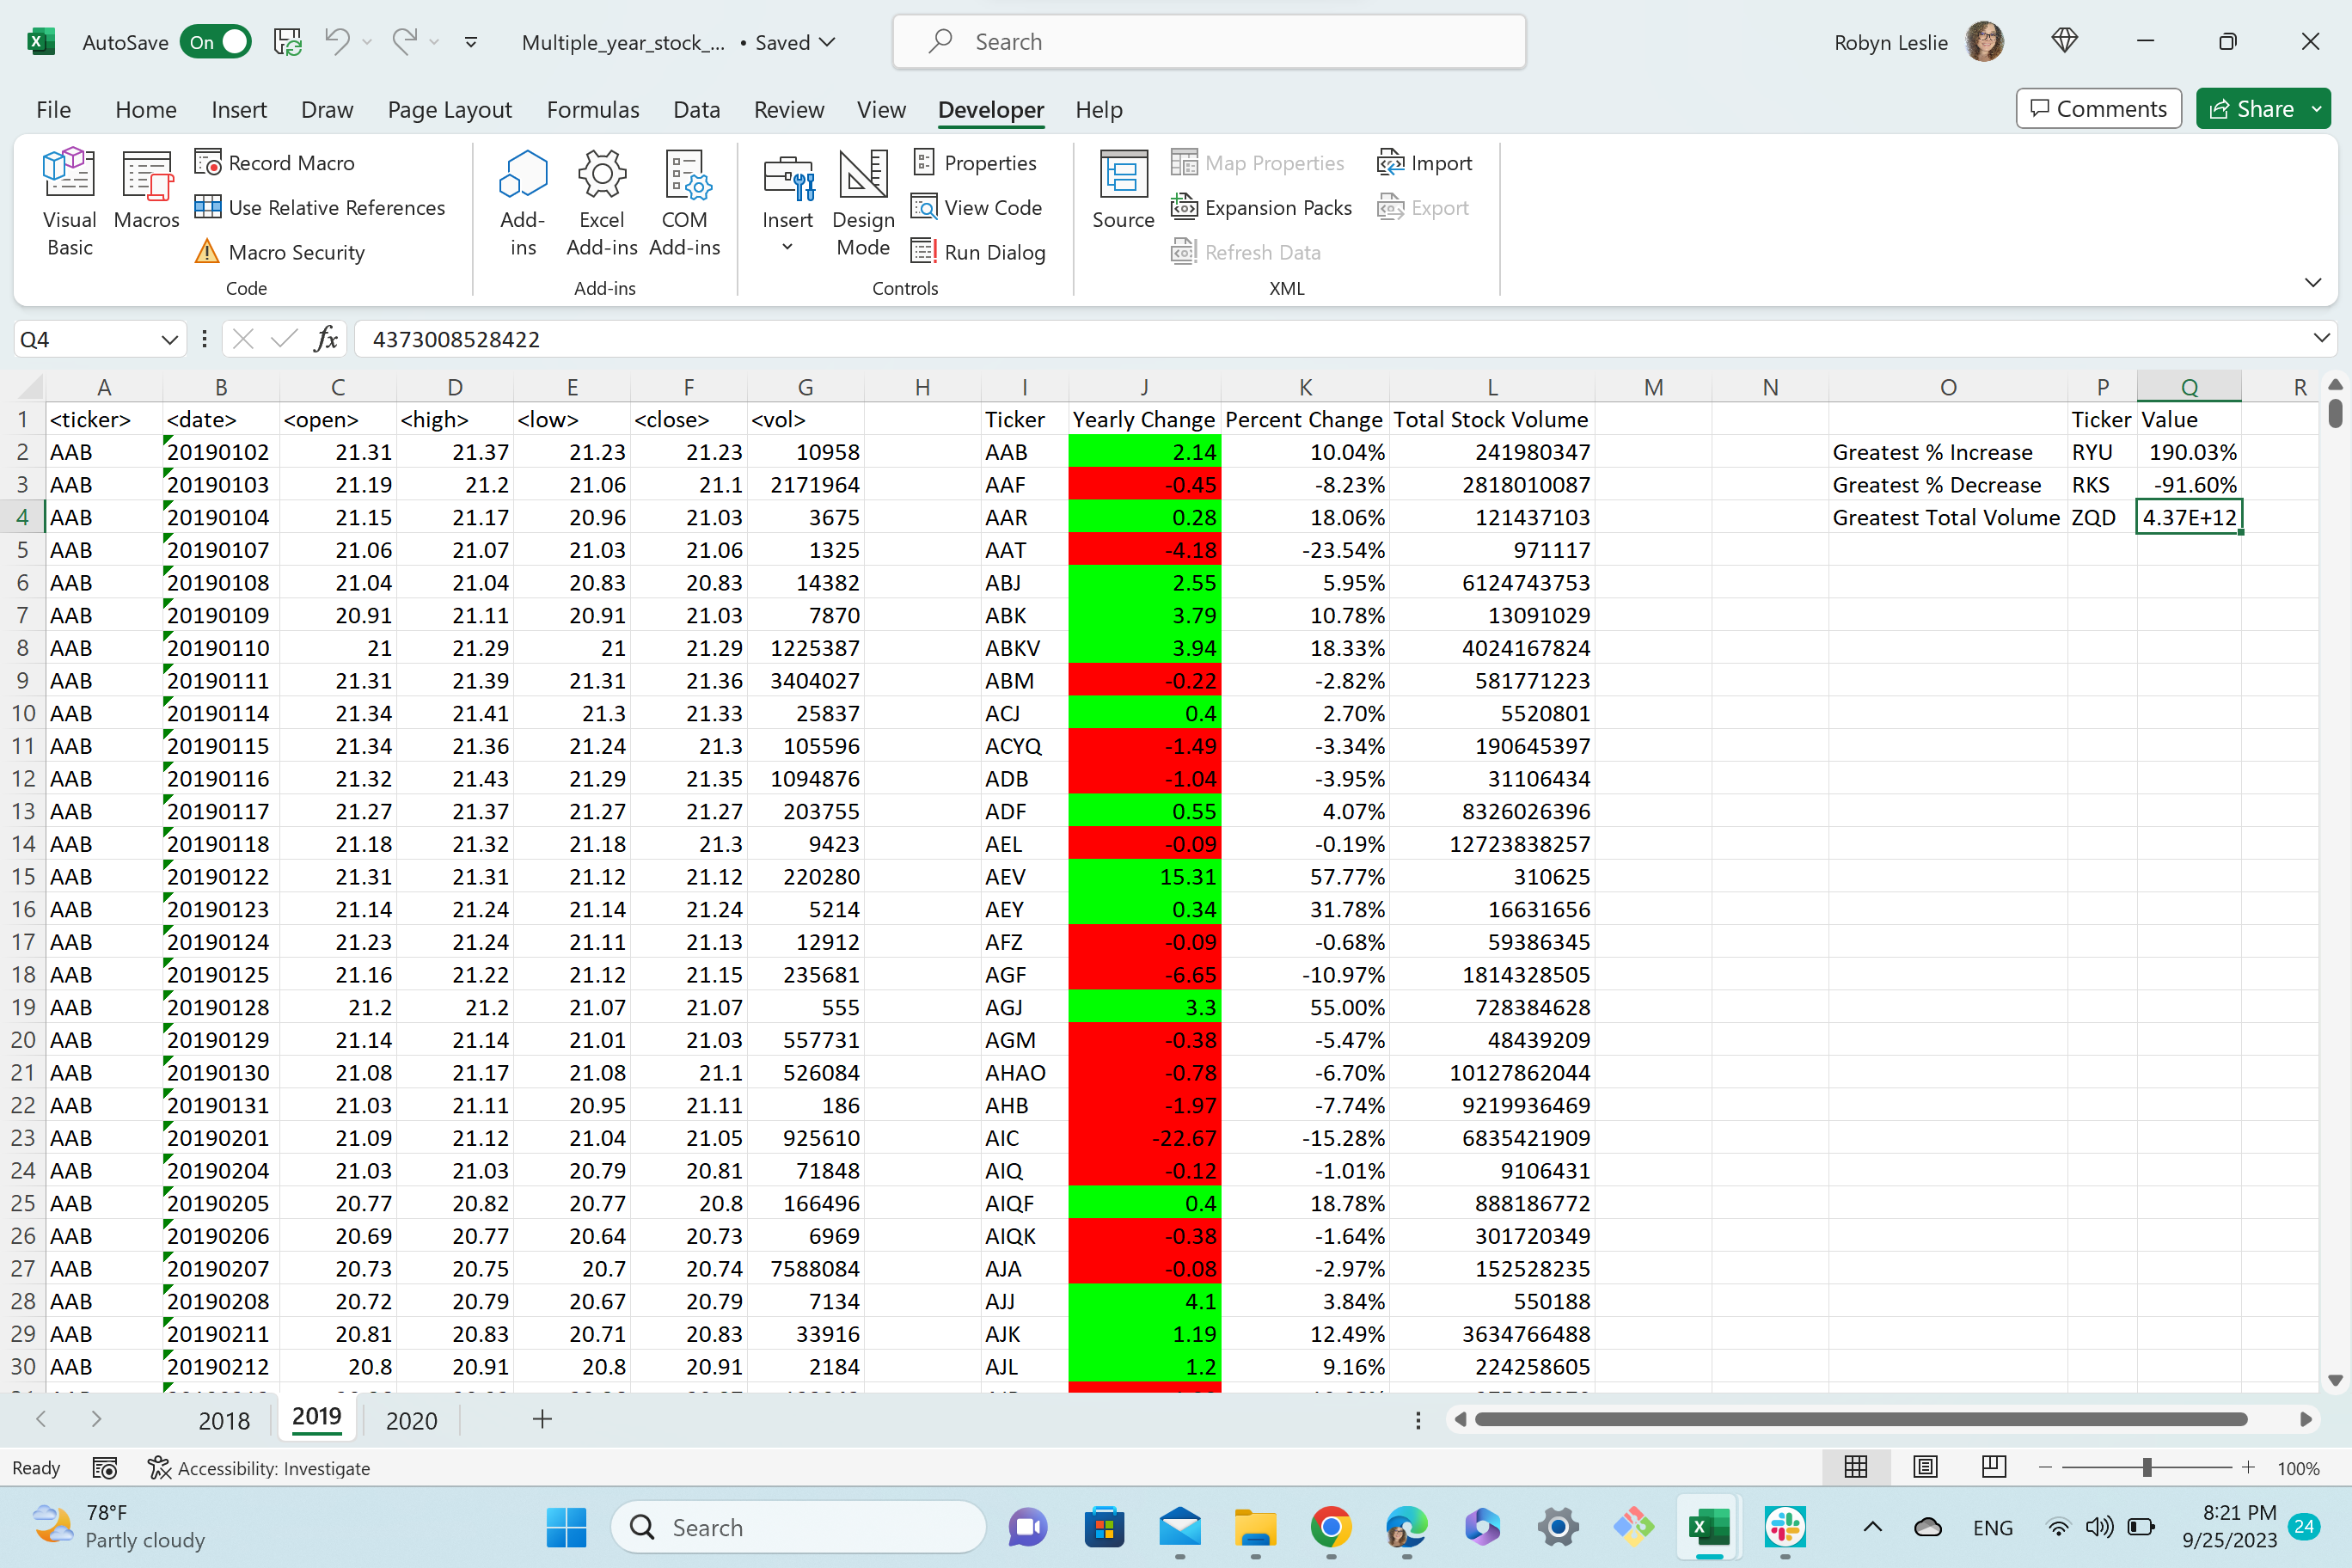 AutoSave On Multiple_year_stock_... • Saved Search Robyn Leslie
File Home Insert Draw Page Layout Formulas Data Review View Developer Help Comments Share
Visual Basic
Macros
Record Macro
Use Relative References
Macro Security
Code
Add-ins
Excel Add-ins
COM Add-ins
Add-ins
Insert
Design Mode
Properties
View Code
Run Dialog
Controls
Source
Map Properties
Expansion Packs
Refresh Data
Import
Export
XML
Q4 fx 4373008528422
A B C D E F G H I J K L M N O P Q R
1 <ticker> <date> <open> <high> <low> <close> <vol> Ticker Yearly Change Percent Change Total Stock Volume Ticker Value
2 AAB 20190102 21.31 21.37 21.23 21.23 10958 AAB 2.14 10.04% 241980347 Greatest % Increase RYU 190.03%
3 AAB 20190103 21.19 21.2 21.06 21.1 2171964 AAF -0.45 -8.23% 2818010087 Greatest % Decrease RKS -91.60%
4 AAB 20190104 21.15 21.17 20.96 21.03 3675 AAR 0.28 18.06% 121437103 Greatest Total Volume ZQD 4.37E+12
5 AAB 20190107 21.06 21.07 21.03 21.06 1325 AAT -4.18 -23.54% 971117
6 AAB 20190108 21.04 21.04 20.83 20.83 14382 ABJ 2.55 5.95% 6124743753
7 AAB 20190109 20.91 21.11 20.91 21.03 7870 ABK 3.79 10.78% 13091029
8 AAB 20190110 21 21.29 21 21.29 1225387 ABKV 3.94 18.33% 4024167824
9 AAB 20190111 21.31 21.39 21.31 21.36 3404027 ABM -0.22 -2.82% 581771223
10 AAB 20190114 21.34 21.41 21.3 21.33 25837 ACJ 0.4 2.70% 5520801
11 AAB 20190115 21.34 21.36 21.24 21.3 105596 ACYQ -1.49 -3.34% 190645397
12 AAB 20190116 21.32 21.43 21.29 21.35 1094876 ADB -1.04 -3.95% 31106434
13 AAB 20190117 21.27 21.37 21.27 21.27 203755 ADF 0.55 4.07% 8326026396
14 AAB 20190118 21.18 21.32 21.18 21.3 9423 AEL -0.09 -0.19% 12723838257
15 AAB 20190122 21.31 21.31 21.12 21.12 220280 AEV 15.31 57.77% 310625
16 AAB 20190123 21.14 21.24 21.14 21.24 5214 AEY 0.34 31.78% 16631656
17 AAB 20190124 21.23 21.24 21.11 21.13 12912 AFZ -0.09 -0.68% 59386345
18 AAB 20190125 21.16 21.22 21.12 21.15 235681 AGF -6.65 -10.97% 1814328505
19 AAB 20190128 21.2 21.2 21.07 21.07 555 AGJ 3.3 55.00% 728384628
20 AAB 20190129 21.14 21.14 21.01 21.03 557731 AGM -0.38 -5.47% 48439209
21 AAB 20190130 21.08 21.17 21.08 21.1 526084 AHAO -0.78 -6.70% 10127862044
22 AAB 20190131 21.03 21.11 20.95 21.11 186 AHB -1.97 -7.74% 9219936469
23 AAB 20190201 21.09 21.12 21.04 21.05 925610 AIC -22.67 -15.28% 6835421909
24 AAB 20190204 21.03 21.03 20.79 20.81 71848 AIQ -0.12 -1.01% 9106431
25 AAB 20190205 20.77 20.82 20.77 20.8 166496 AIQF 0.4 18.78% 888186772
26 AAB 20190206 20.69 20.77 20.64 20.73 6969 AIQK -0.38 -1.64% 301720349
27 AAB 20190207 20.73 20.75 20.7 20.74 7588084 AJA -0.08 -2.97% 152528235
28 AAB 20190208 20.72 20.79 20.67 20.79 7134 AJJ 4.1 3.84% 550188
29 AAB 20190211 20.81 20.83 20.71 20.83 33916 AJK 1.19 12.49% 3634766488
30 AAB 20190212 20.8 20.91 20.8 20.91 2184 AJL 1.2 9.16% 224258605
2018 2019 2020
Ready Accessibility: Investigate 100%
78°F
Partly cloudy
Search
ENG
8:21 PM
9/25/2023
24